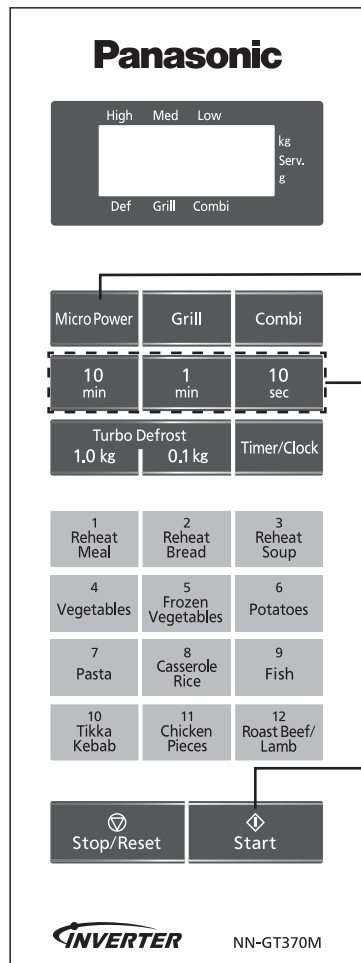 Panasonic
High Med Low
kg
Serv.
g
Def Grill Combi
Micro Power Grill Combi
10 1 10
min min sec
Turbo Defrost
1.0 kg 0.1 kg Timer/Clock
1 2 3
Reheat Reheat Reheat
Meal Bread Soup
4 5 6
Vegetables Frozen Vegetables Potatoes
7 8 9
Pasta Casserole Rice Fish
10 11 12
Tikka Chicken Roast Beef/
Kebab Pieces Lamb
Stop/Reset Start
INVERTER NN-GT370M